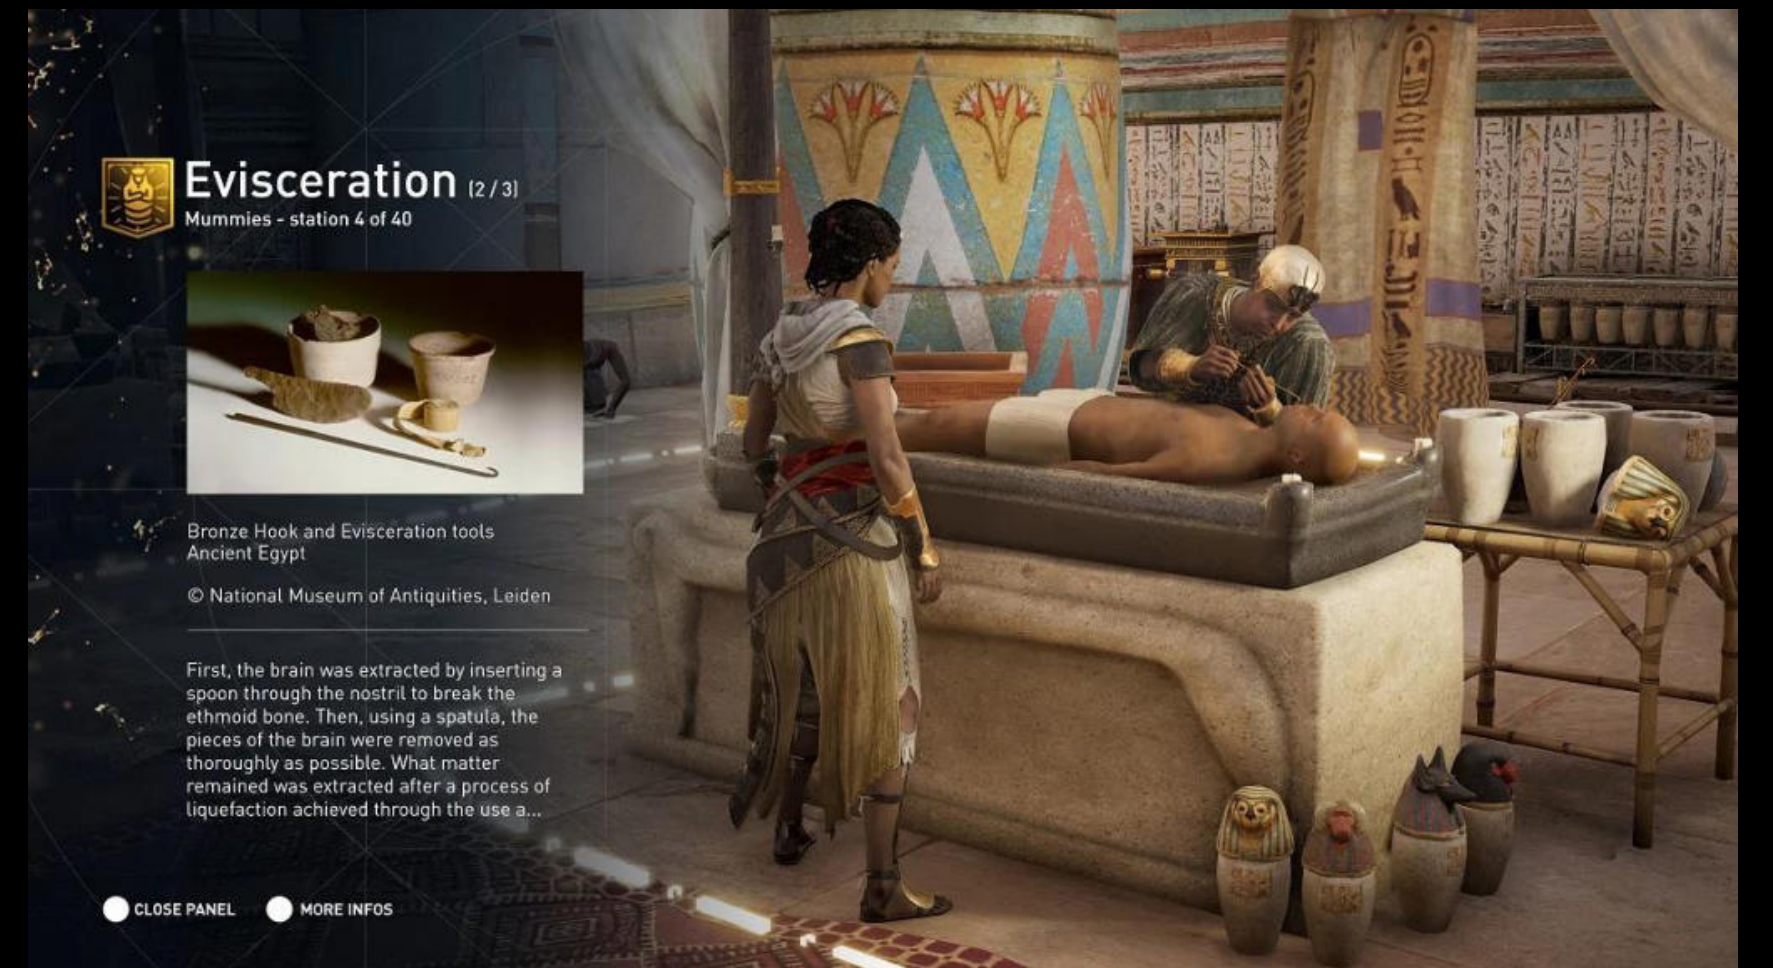 Evisceration (2 / 3)
Mummies - station 4 of 40
Bronze Hook and Evisceration tools
Ancient Egypt
© National Museum of Antiquities, Leiden
First, the brain was extracted by inserting a
spoon through the nostril to break the
ethmoid bone. Then, using a spatula, the
pieces of the brain were removed as
thoroughly as possible. What matter
remained was extracted after a process of
liquefaction achieved through the use a...
CLOSE PANEL
MORE INFOS